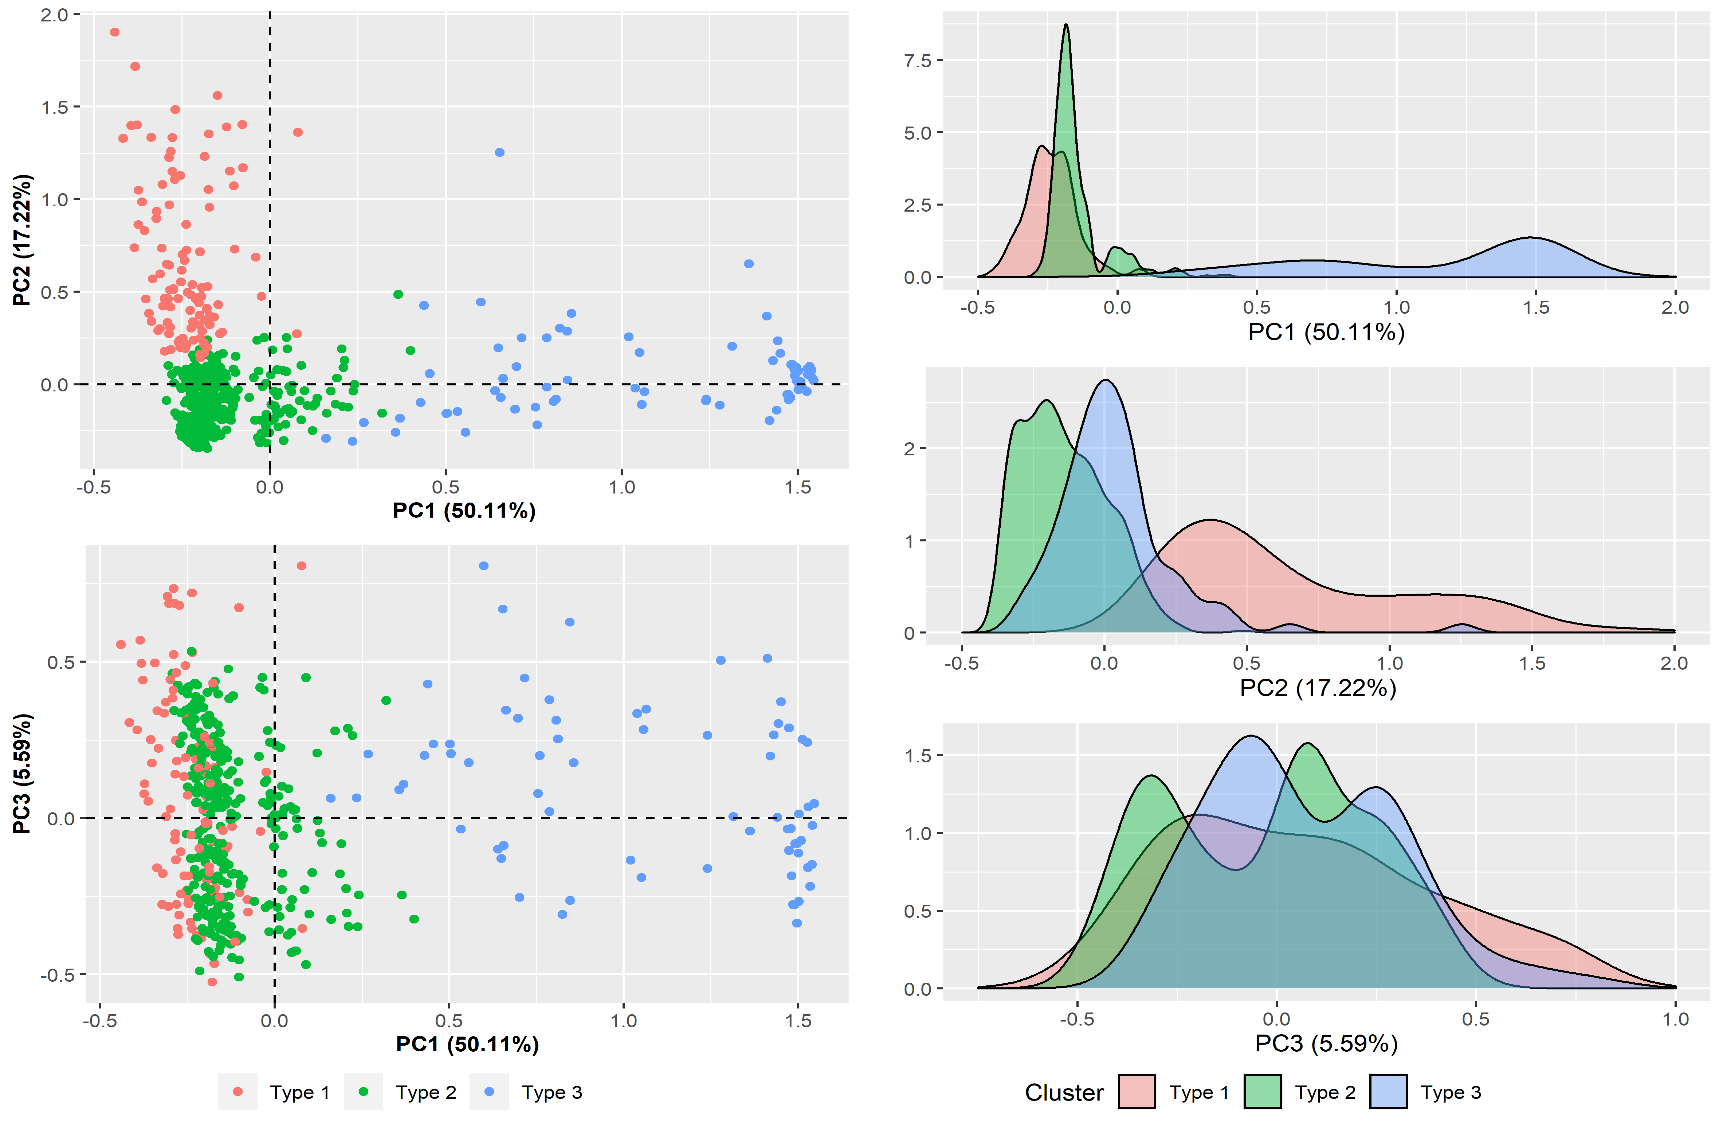 2.0
1.5
1.0
0.5
0.0
PC2 (17.22%)
-0.5 0.0 0.5 1.0 1.5
PC1 (50.11%)
0.5
0.0
-0.5
PC3 (5.59%)
-0.5 0.0 0.5 1.0 1.5
PC1 (50.11%)
Type 1 Type 2 Type 3
7.5
5.0
2.5
0.0
-0.5 0.0 0.5 1.0 1.5 2.0
PC1 (50.11%)
2
1
0
-0.5 0.0 0.5 1.0 1.5 2.0
PC2 (17.22%)
1.5
1.0
0.5
0.0
-0.5 0.0 0.5 1.0
PC3 (5.59%)
Cluster Type 1 Type 2 Type 3